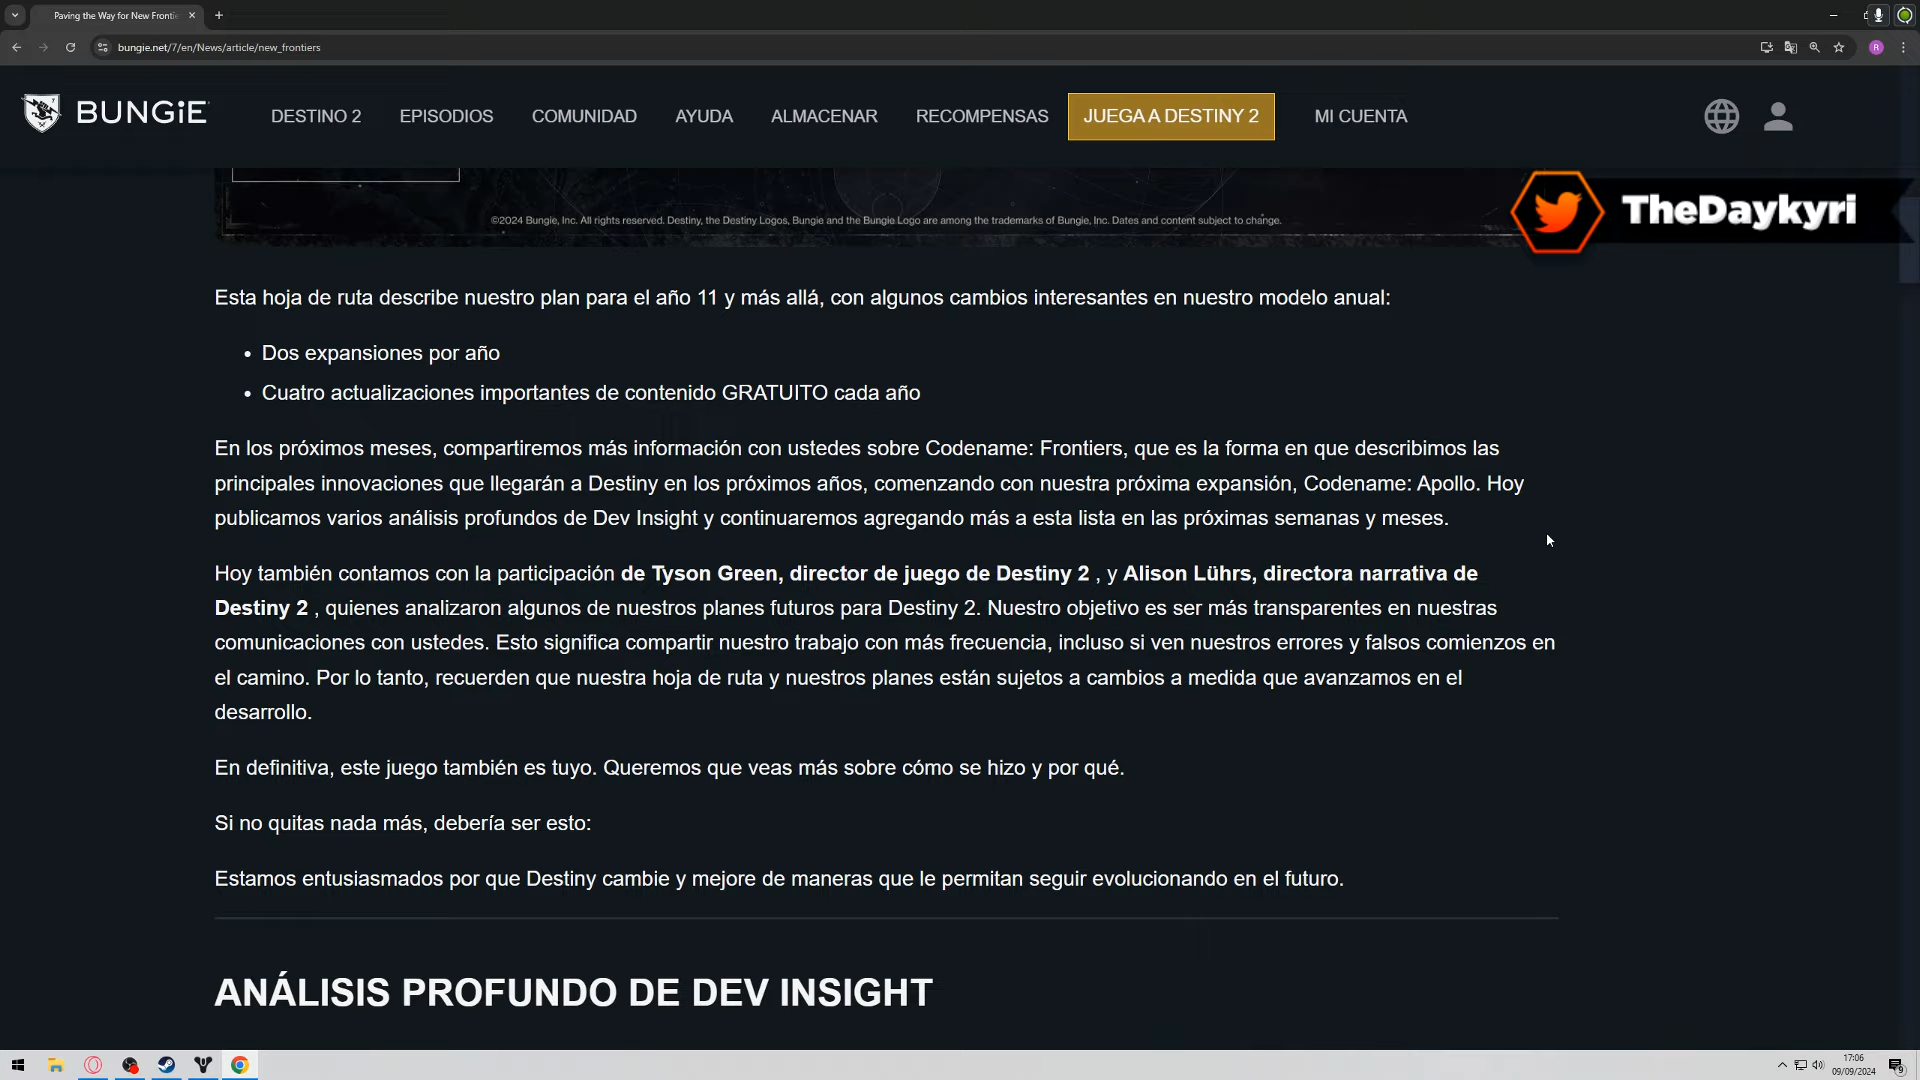 Paving the Way for New Frontie
bungie.net/7/en/News/article/new_frontiers
R
BUNGiE
DESTINO 2
EPISODIOS
COMUNIDAD
AYUDA
ALMACENAR
RECOMPENSAS
JUEGA A DESTINY 2
MI CUENTA
©2024 Bungie, Inc. All rights reserved. Destiny, the Destiny Logos, Bungie and the Bungie Logo are among the trademarks of Bungie, Inc. Dates and content subject to change.
TheDaykyri
Esta hoja de ruta describe nuestro plan para el año 11 y más allá, con algunos cambios interesantes en nuestro modelo anual:
• Dos expansiones por año
• Cuatro actualizaciones importantes de contenido GRATUITO cada año
En los próximos meses, compartiremos más información con ustedes sobre Codename: Frontiers, que es la forma en que describimos las
principales innovaciones que llegarán a Destiny en los próximos años, comenzando con nuestra próxima expansión, Codename: Apollo. Hoy
publicamos varios análisis profundos de Dev Insight y continuaremos agregando más a esta lista en las próximas semanas y meses.
Hoy también contamos con la participación de Tyson Green, director de juego de Destiny 2 , y Alison Lührs, directora narrativa de
Destiny 2 , quienes analizaron algunos de nuestros planes futuros para Destiny 2. Nuestro objetivo es ser más transparentes en nuestras
comunicaciones con ustedes. Esto significa compartir nuestro trabajo con más frecuencia, incluso si ven nuestros errores y falsos comienzos en
el camino. Por lo tanto, recuerden que nuestra hoja de ruta y nuestros planes están sujetos a cambios a medida que avanzamos en el
desarrollo.
En definitiva, este juego también es tuyo. Queremos que veas más sobre cómo se hizo y por qué.
Si no quitas nada más, debería ser esto:
Estamos entusiasmados por que Destiny cambie y mejore de maneras que le permitan seguir evolucionando en el futuro.
ANÁLISIS PROFUNDO DE DEV INSIGHT
17:06
09/09/2024
9